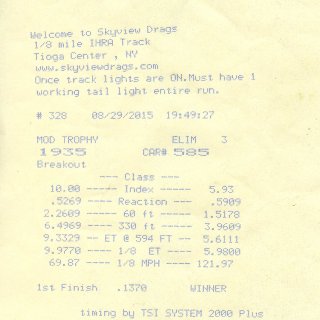 Welcome to Skyview Drags
1/8 mile IHRA Track
Tioga Center , NY
www.skyviewdrags.com
Once track lights are ON.Must have 1
working tail light entire run.
# 328 08/29/2015 19:49:27
MOD TROPHY ELIM 3
1935 CAR# 585
Breakout
--- Class ---
10.00 ----- Index ----- 5.93
.5269 --- Reaction --- .5909
2.2609 ----- 60 ft ----- 1.5178
6.4969 ---- 330 ft ----- 3.9609
9.3329 -- ET @ 594 FT -- 5.6111
9.9770 ---- 1/8 ET ---- 5.9800
69.87 ---- 1/8 MPH ---- 121.97
1st Finish .1370 WINNER
timing by TSI SYSTEM 2000 Plus